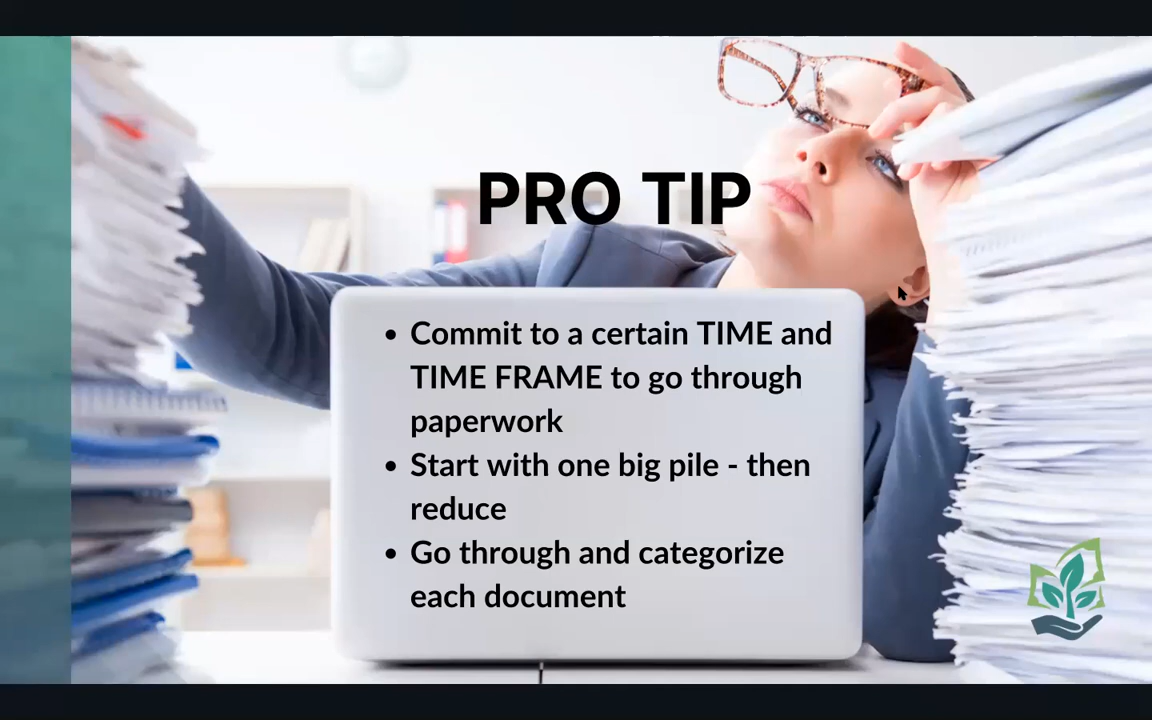 PRO TIP
• Commit to a certain TIME and
TIME FRAME to go through
paperwork
• Start with one big pile - then
reduce
• Go through and categorize
each document